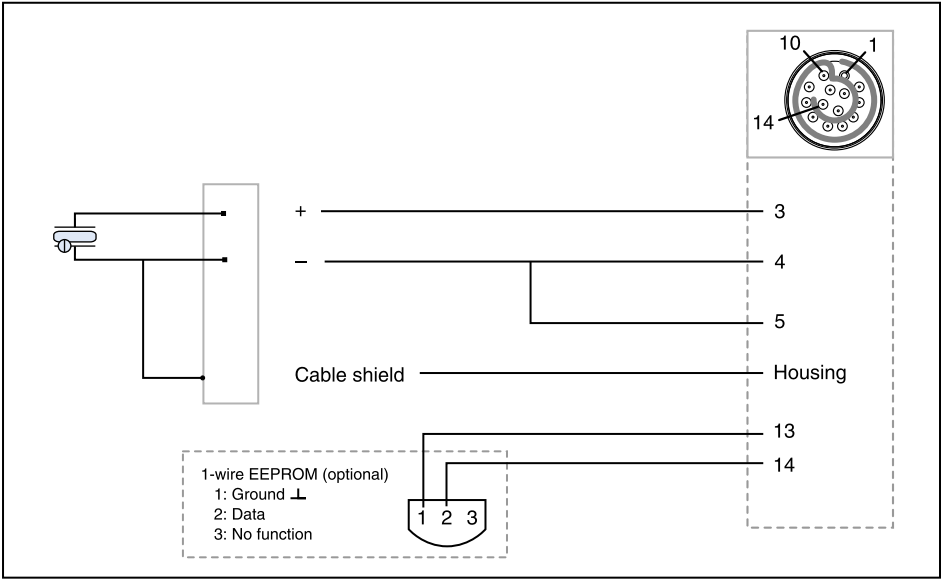 10
1
14
+
3
–
4
5
Cable shield
Housing
13
14
1-wire EEPROM (optional)
1: Ground
2: Data
3: No function
1 2 3